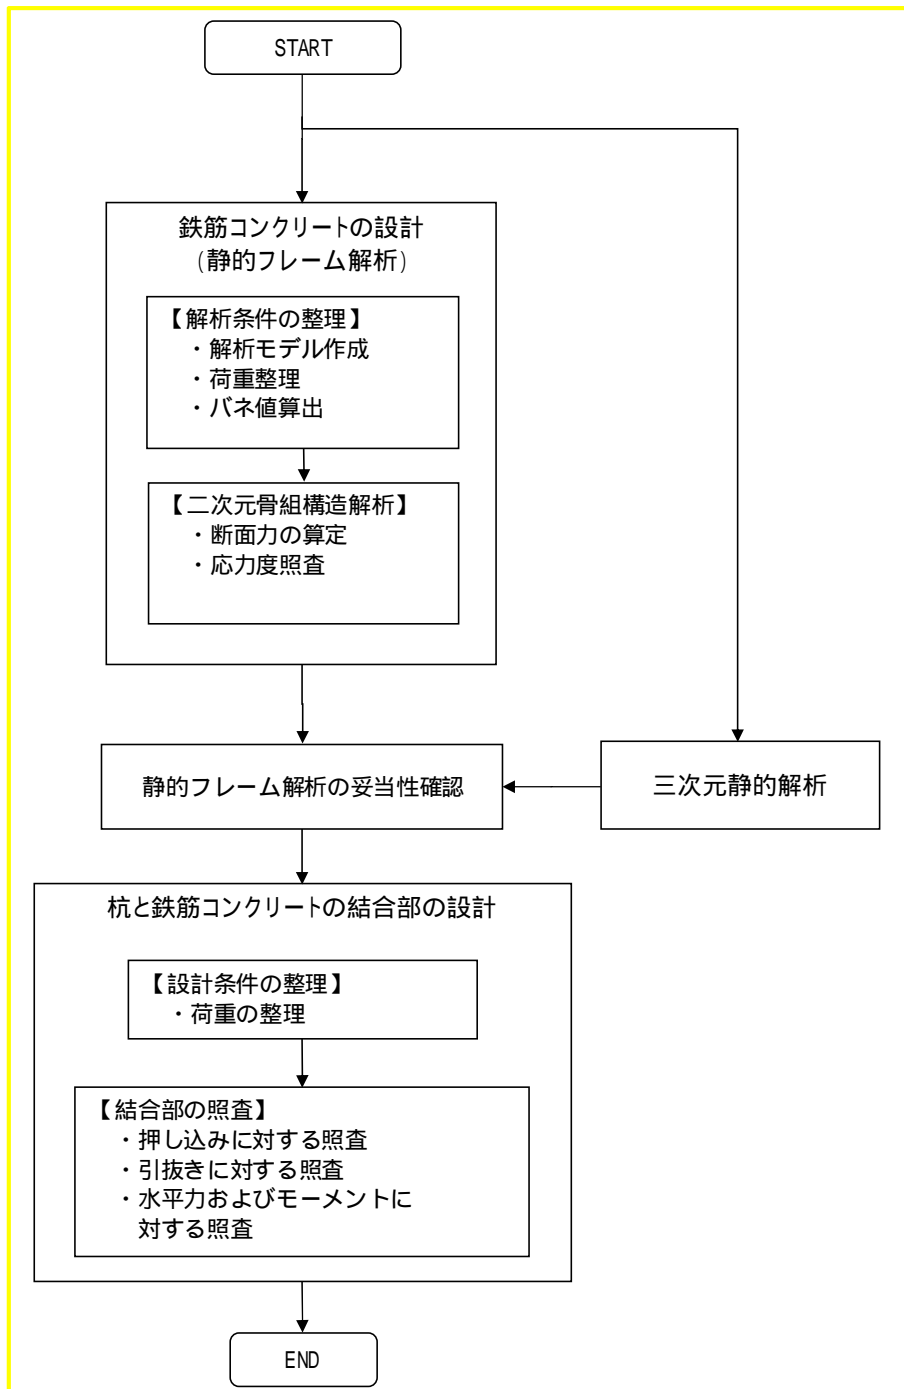 START
鉄筋コンクリートの設計
(静的フレーム解析)
【解析条件の整理】
・解析モデル作成
・荷重整理
・バネ値算出
【二次元骨組構造解析】
・断面力の算定
・応力度照査
静的フレーム解析の妥当性確認
三次元静的解析
杭と鉄筋コンクリートの結合部の設計
【設計条件の整理】
・荷重の整理
【結合部の照査】
・押し込みに対する照査
・引抜きに対する照査
・水平力およびモーメントに
対する照査
END